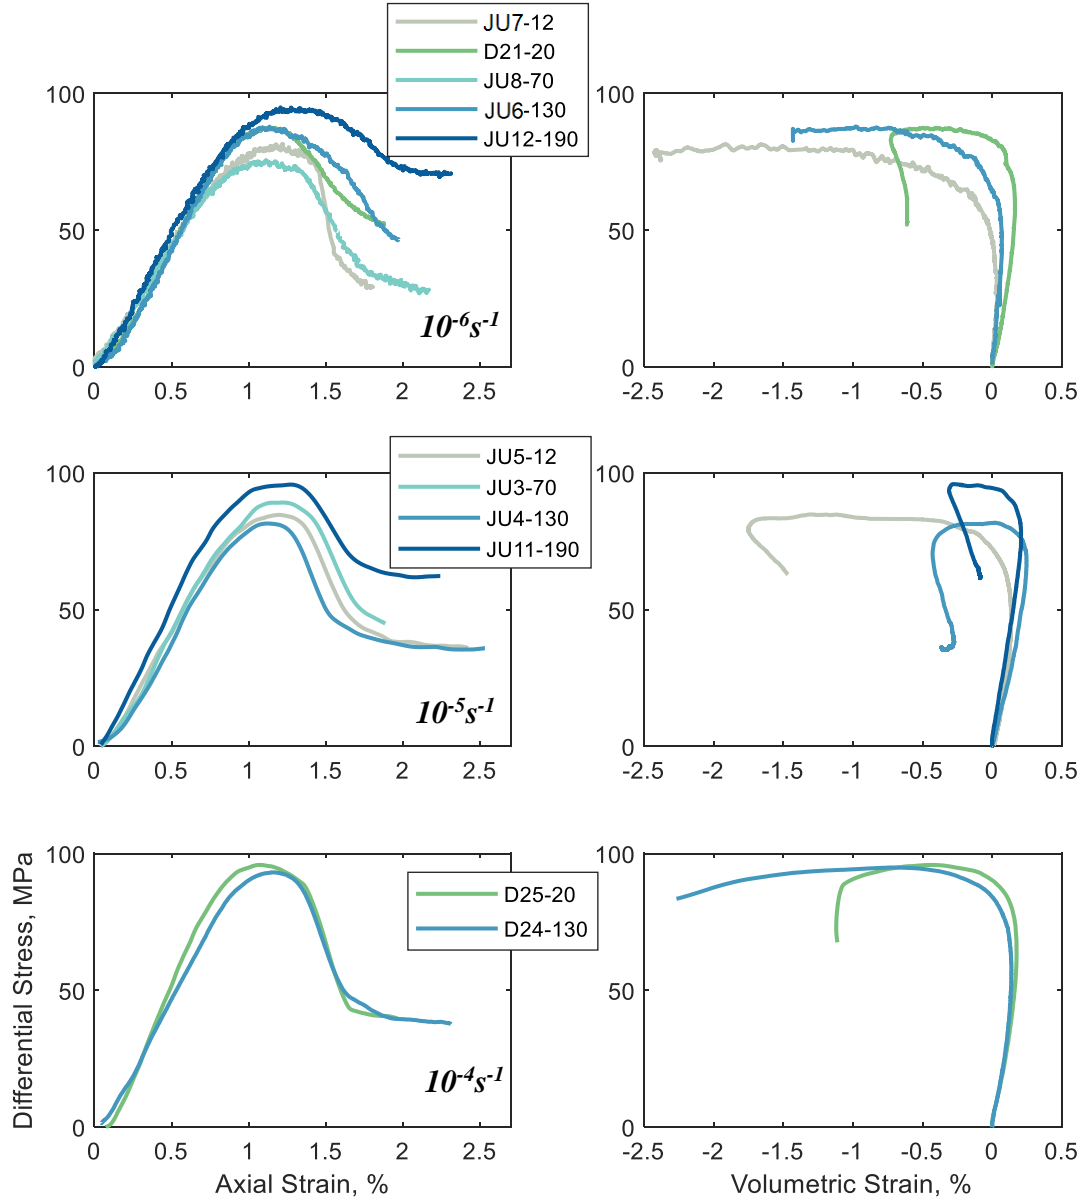 JU7-12
D21-20
JU8-70
JU6-130
JU12-190
100
50
0
0 0.5 1 1.5 2 2.5
10⁻⁶s⁻¹
100
50
0
-2.5 -2 -1.5 -1 -0.5 0 0.5
JU5-12
JU3-70
JU4-130
JU11-190
100
50
0
0 0.5 1 1.5 2 2.5
10⁻⁵s⁻¹
100
50
0
-2.5 -2 -1.5 -1 -0.5 0 0.5
D25-20
D24-130
Differential Stress, MPa
100
50
0
0 0.5 1 1.5 2 2.5
10⁻⁴s⁻¹
Axial Strain, %
100
50
0
-2.5 -2 -1.5 -1 -0.5 0 0.5
Volumetric Strain, %